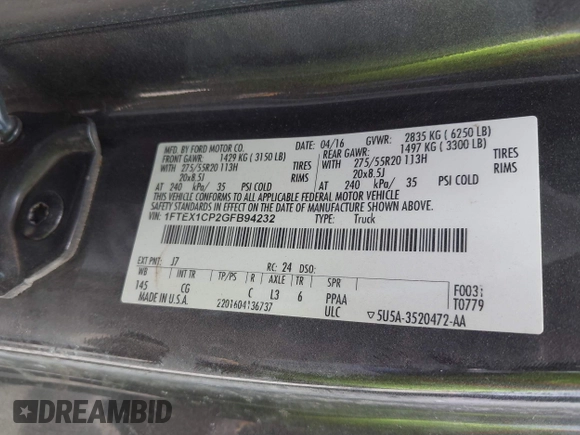 MFD. BY FORD MOTOR CO. 04/16 GVWR: 2835 KG ( 6250 LB)
FRONT GAWR: 1429 KG ( 3150 LB) REAR GAWR: 1497 KG ( 3300 LB)
WITH 275/55R20 113H TIRES WITH 275/55R20 113H TIRES
20x8.5J RIMS 20x8.5J RIMS
AT 240 kPa/ 35 PSI COLD AT 240 kPa/ 35 PSI COLD
THIS VEHICLE CONFORMS TO ALL APPLICABLE FEDERAL MOTOR VEHICLE
SAFETY STANDARDS IN EFFECT ON THE DATE OF MANUFACTURE SHOWN ABOVE.
VIN: 1FTEX1CP2GFB94232 TYPE: Truck
EXT PNT: J7 RC: 24 DSO:
WB INT TR TP/PS R AXLE TR SPR F003
145 CG C L3 6 PPAA T0779
MADE IN U.S.A. 2201604136737 ULC ▽5U5A-3520472-AA
DREAMBID